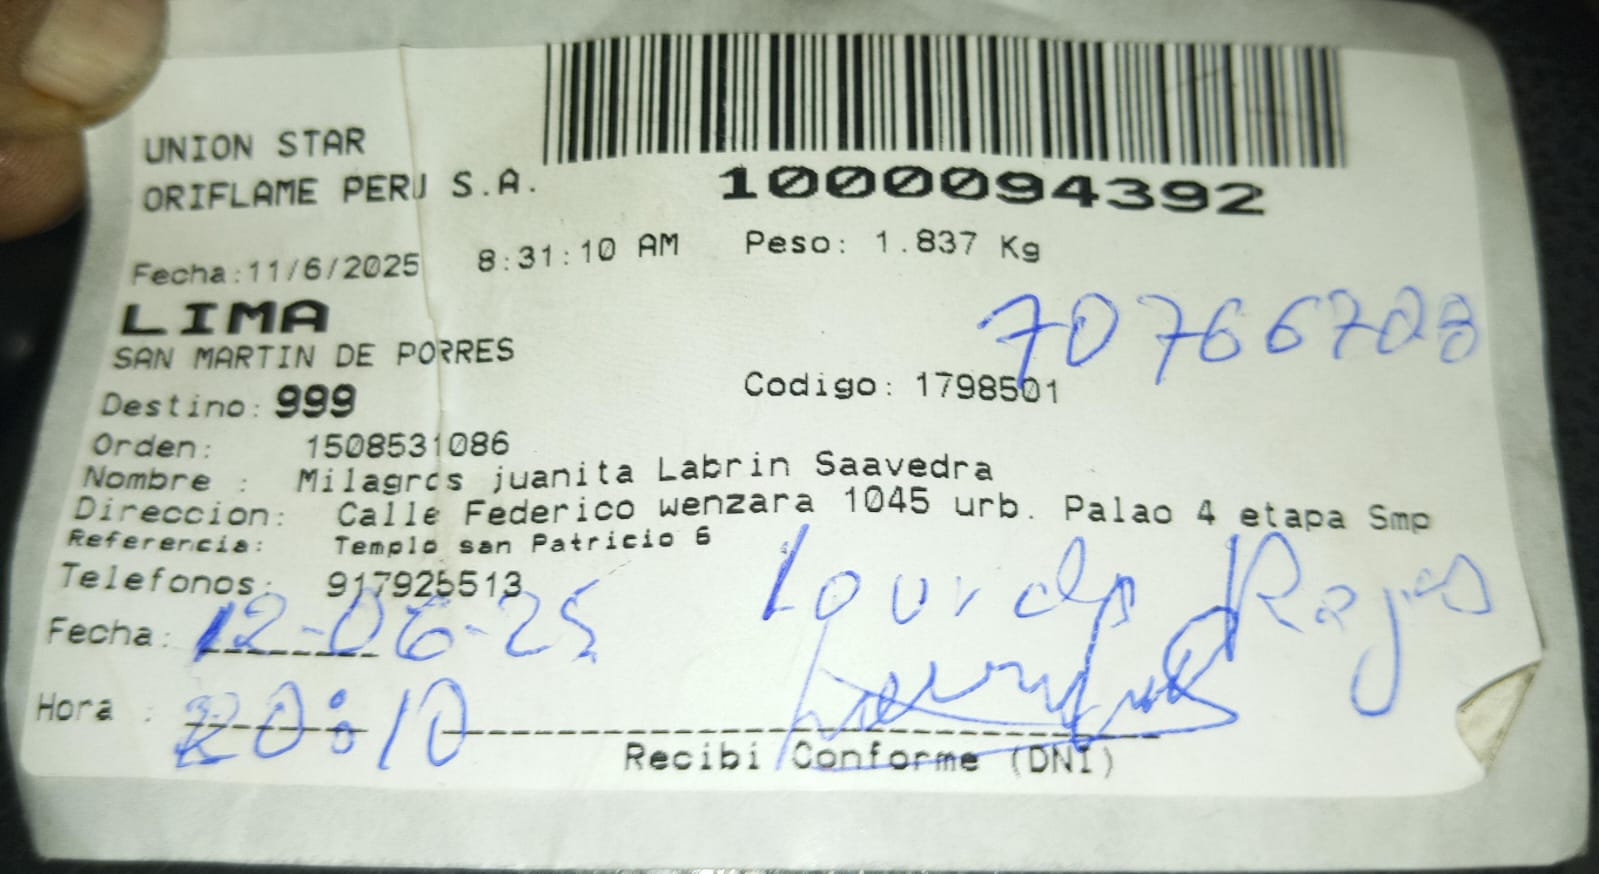 UNION STAR
ORIFLAME PERU S.A.
1000094392
Fecha:11/6/2025 8:31:10 AM Peso: 1.837 Kg
LIMA
70766708
SAN MARTIN DE PORRES
Destino: 999 Codigo: 1798501
Orden: 1508531086
Nombre : Milagros juanita Labrin Saavedra
Direccion: Calle Federico wenzara 1045 urb. Palao 4 etapa Smp
Referencia: Templo san Patricio 6
Telefonos: 917925513
Lourdes Rojas
Fecha: 12-06-25
Hora : 20:10
Recibi Conforme (DNI)